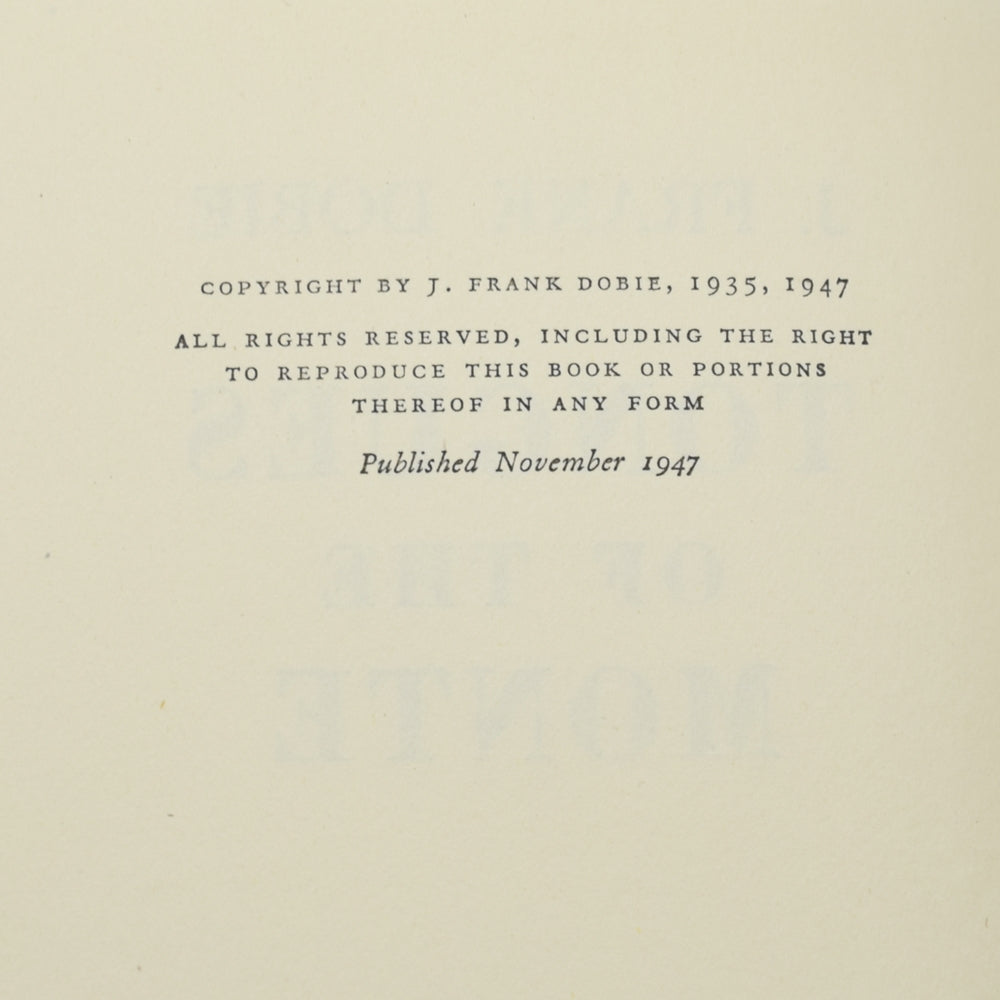 COPYRIGHT BY J. FRANK DOBIE, 1935, 1947
ALL RIGHTS RESERVED, INCLUDING THE RIGHT
TO REPRODUCE THIS BOOK OR PORTIONS
THEREOF IN ANY FORM
Published November 1947